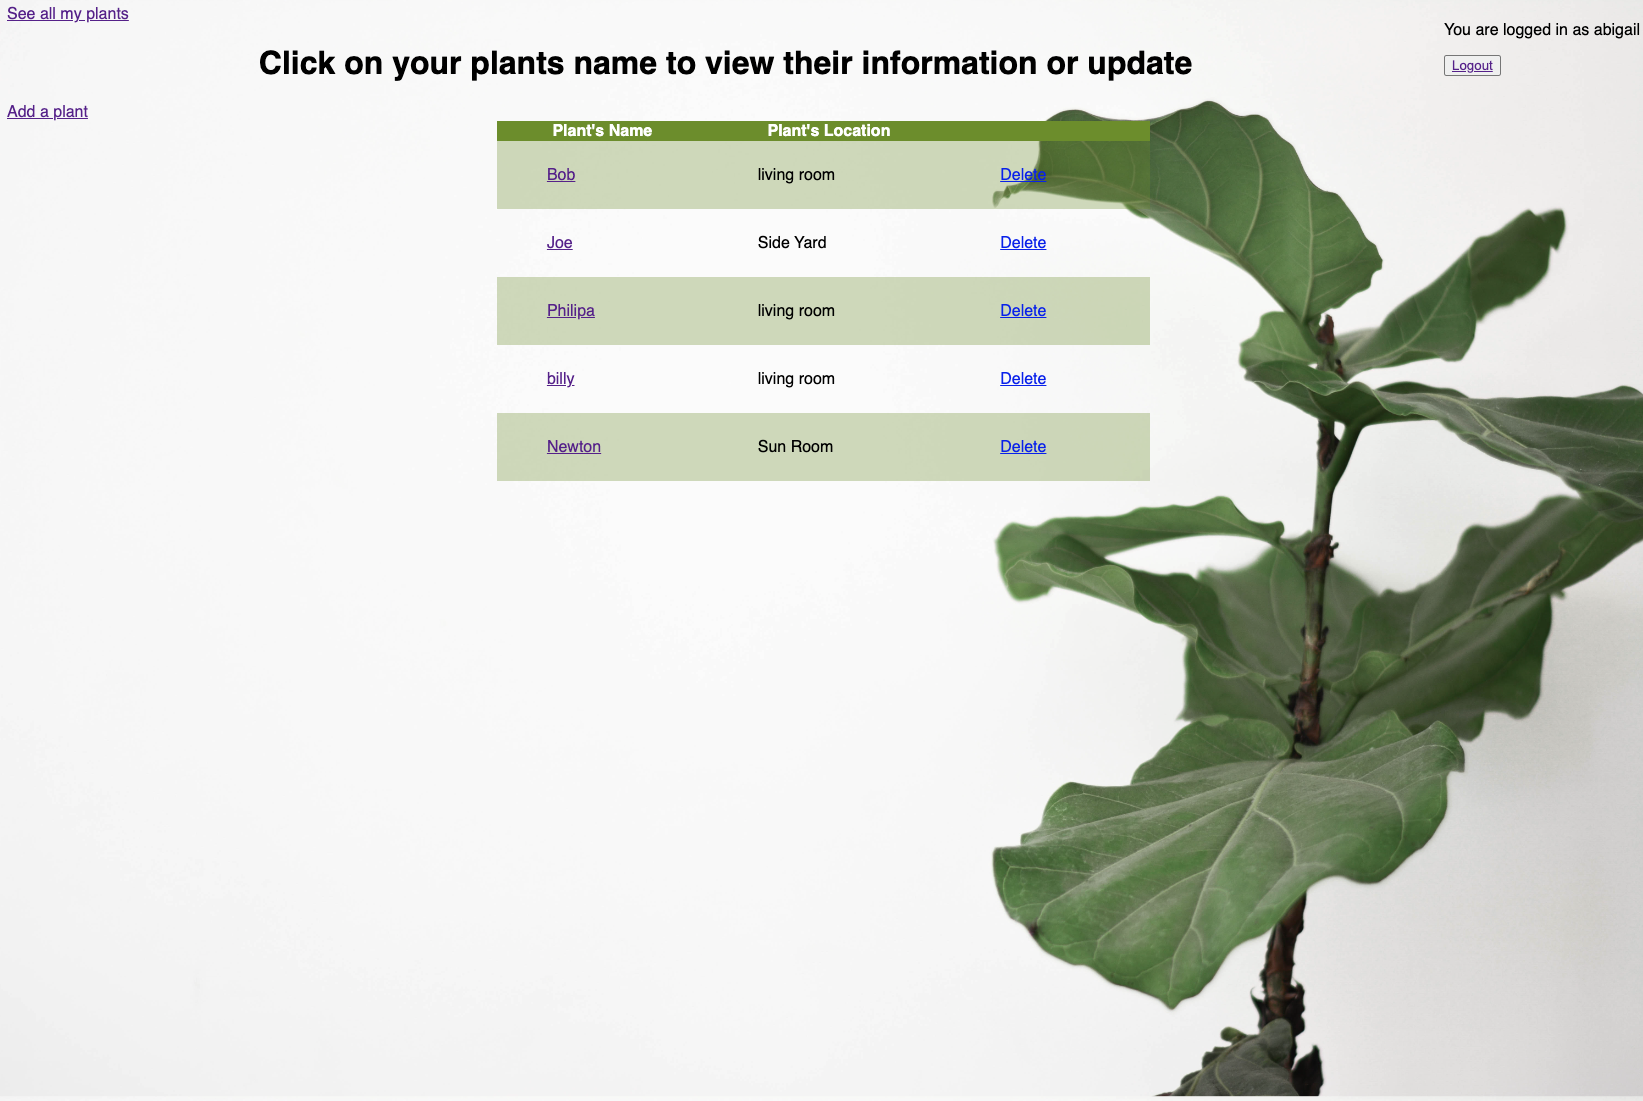 See all my plants
You are logged in as abigail
Click on your plants name to view their information or update
Logout
Add a plant
Plant's Name Plant's Location
Bob living room Delete
Joe Side Yard Delete
Philipa living room Delete
billy living room Delete
Newton Sun Room Delete